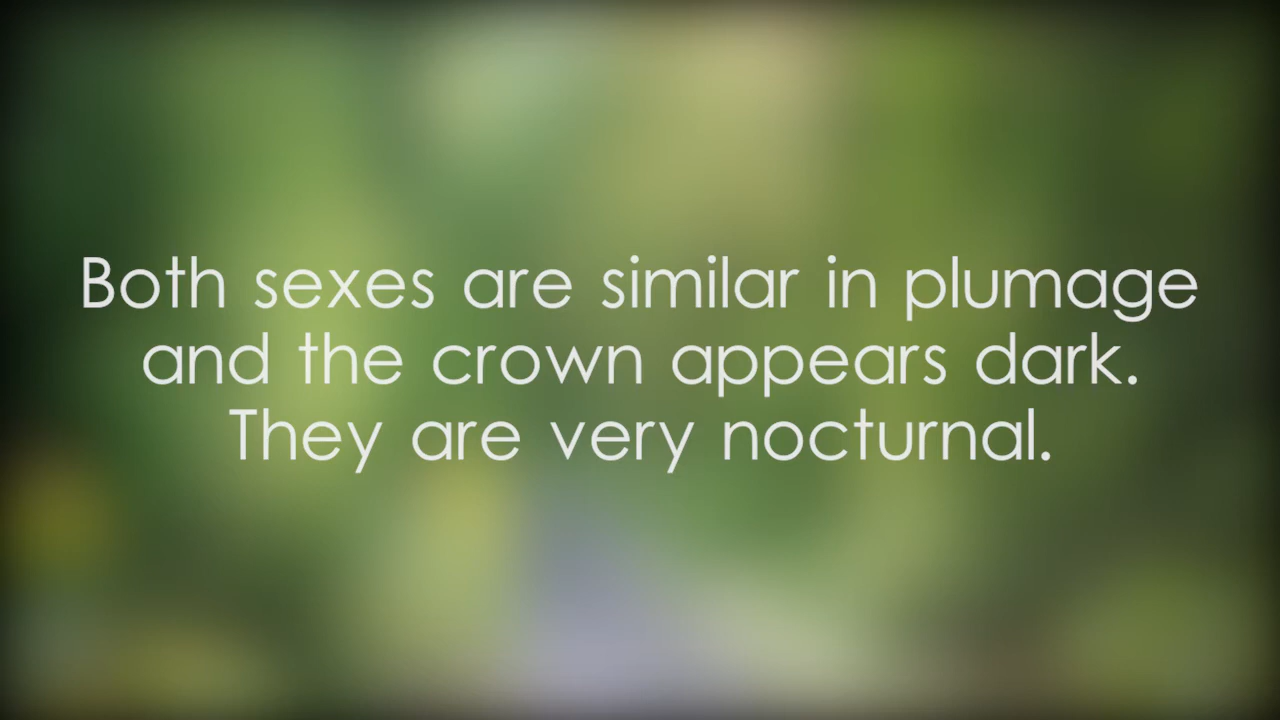 Both sexes are similar in plumage
and the crown appears dark.
They are very nocturnal.